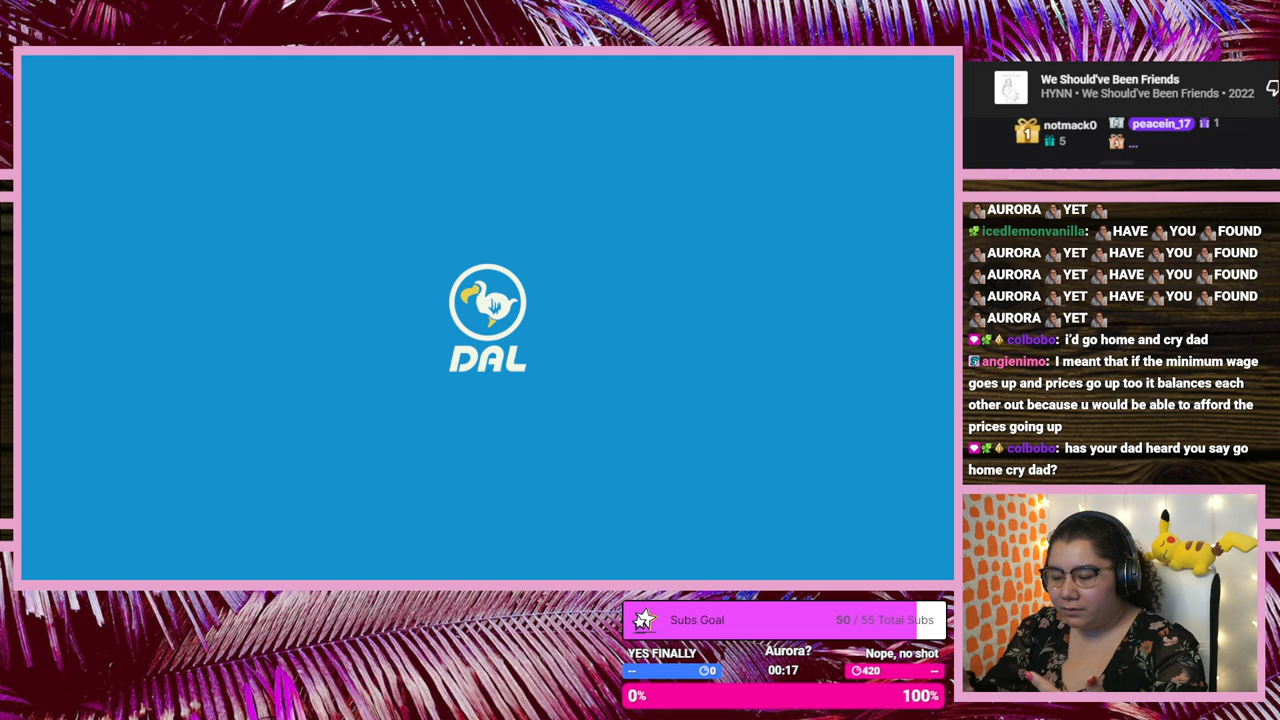 DAL
We Should've Been Friends
HYNN • We Should've Been Friends • 2022
1
notmack0
5
peacein_17
1
...
AURORA YET
icedlemonvanilla: HAVE YOU FOUND
AURORA YET HAVE YOU FOUND
AURORA YET HAVE YOU FOUND
AURORA YET HAVE YOU FOUND
AURORA YET
colbobo: i'd go home and cry dad
angienimo: I meant that if the minimum wage
goes up and prices go up too it balances each
other out because u would be able to afford the
prices going up
colbobo: has your dad heard you say go
home cry dad?
Subs Goal
50 / 55 Total Subs
YES FINALLY
Aurora?
Nope, no shot
--
0
00:17
420
--
0%
100%